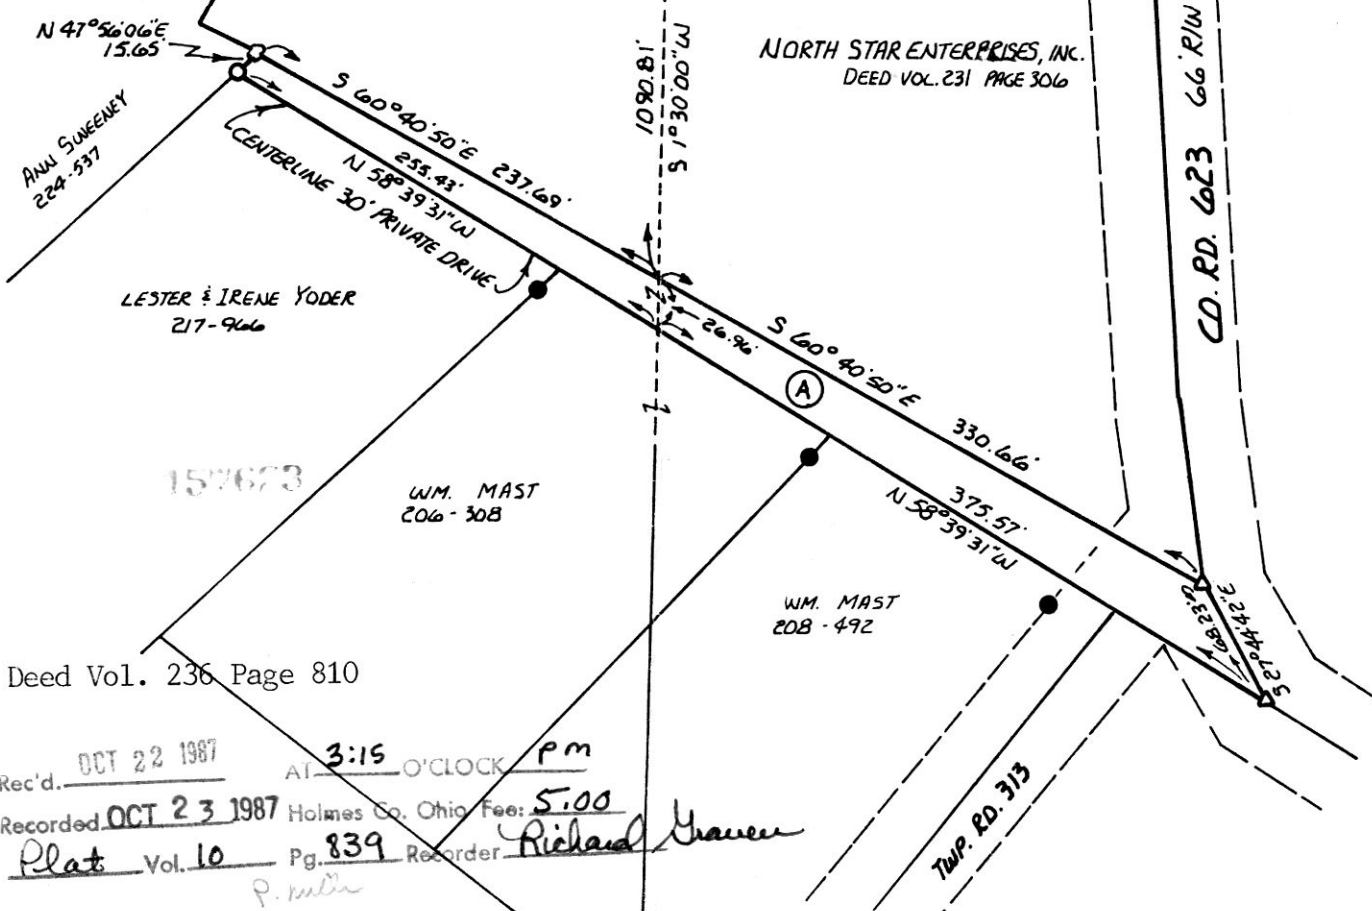 N 47°56'06"E
15.65'
ANN SWEENEY
224-537
S 60°40'50"E 237.69'
255.43'
N 58°39'31"W
CENTERLINE 30' PRIVATE DRIVE
1090.81'
S 1°30'00"W
NORTH STAR ENTERPRISES, INC.
DEED VOL. 231 PAGE 306
CO. RD. 623 66' R/W
LESTER & IRENE YODER
217-966
26.96'
S 60°40'50"E 330.66'
A
375.57'
N 58°39'31"W
WM. MAST
206-308
WM. MAST
208-492
68.23'
S 27°44'42"E
TWP. RD. 313
Deed Vol. 236 Page 810
Rec'd. OCT 22 1987 AT 3:15 O'CLOCK pm
Recorded OCT 23 1987 Holmes Co. Ohio Fee: 5.00
Plat Vol. 10 Pg. 839 Recorder Richard Graven